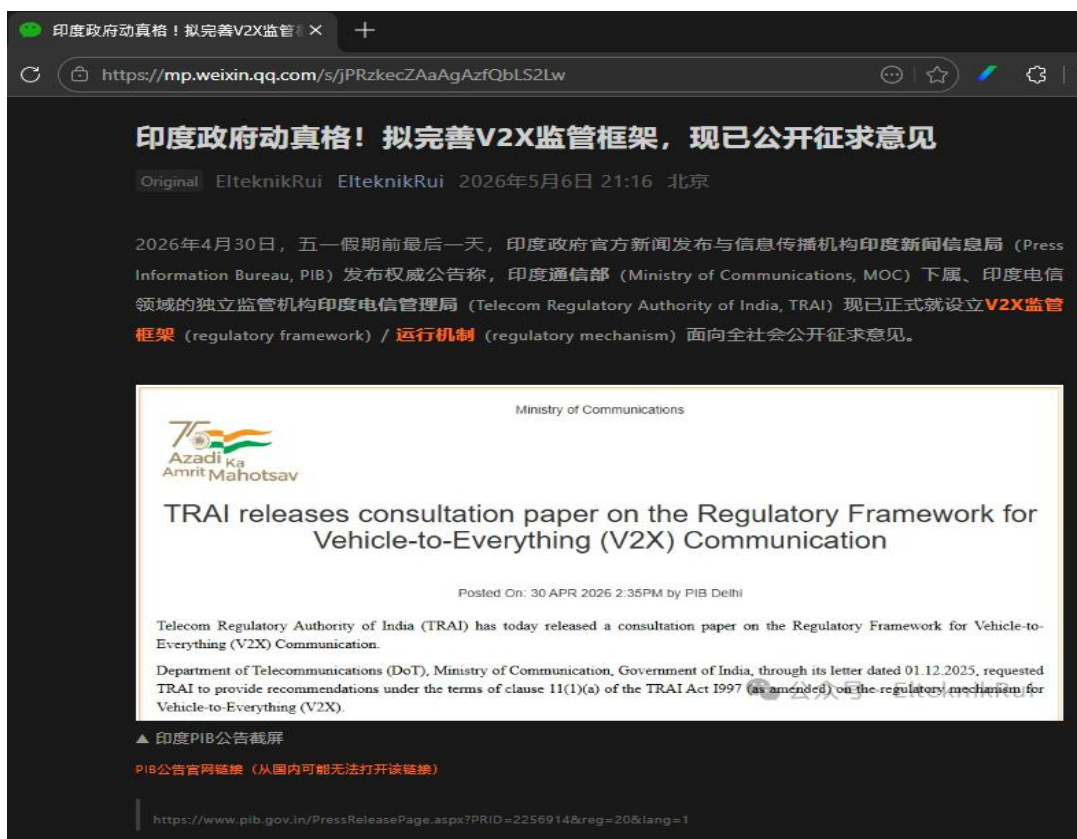 印度政府动真格！拟完善V2X监管
https://mp.weixin.qq.com/s/jPRzkecZAaAgAzfQbLS2Lw
印度政府动真格！拟完善V2X监管框架，现已公开征求意见
Original ElteknikRui ElteknikRui 2026年5月6日 21:16 北京
2026年4月30日，五一假期前最后一天，印度政府官方新闻发布与信息传播机构印度新闻信息局（Press
Information Bureau, PIB）发布权威公告称，印度通信部（Ministry of Communications, MOC）下属、印度电信
领域的独立监管机构印度电信管理局（Telecom Regulatory Authority of India, TRAI）现已正式就设立V2X监管
框架（regulatory framework）/ 运行机制（regulatory mechanism）面向全社会公开征求意见。
Ministry of Communications
75
Azadi Ka
Amrit Mahotsav
TRAI releases consultation paper on the Regulatory Framework for
Vehicle-to-Everything (V2X) Communication
Posted On: 30 APR 2026 2:35PM by PIB Delhi
Telecom Regulatory Authority of India (TRAI) has today released a consultation paper on the Regulatory Framework for Vehicle-to-
Everything (V2X) Communication.
Department of Telecommunications (DoT), Ministry of Communication, Government of India, through its letter dated 01.12.2025, requested
TRAI to provide recommendations under the terms of clause 11(1)(a) of the TRAI Act 1997 (as amended) on the regulatory mechanism for
Vehicle-to-Everything (V2X).
公众号 · ElteknikRui
▲ 印度PIB公告截屏
PIB公告官网链接（从国内可能无法打开该链接）
https://www.pib.gov.in/PressReleasePage.aspx?PRID=2256914&reg=20&lang=1